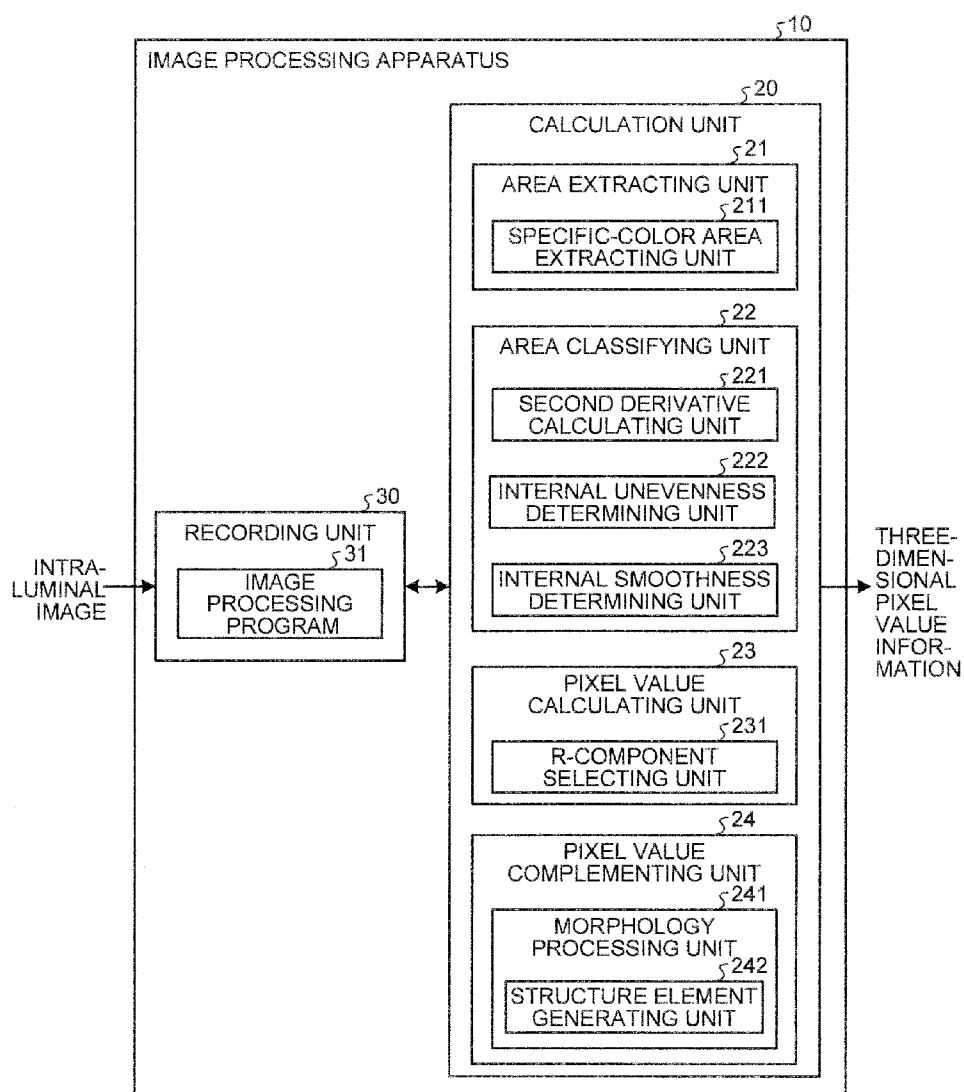 10
IMAGE PROCESSING APPARATUS
20
CALCULATION UNIT
21
AREA EXTRACTING UNIT
211
SPECIFIC-COLOR AREA
EXTRACTING UNIT
22
AREA CLASSIFYING UNIT
221
SECOND DERIVATIVE
CALCULATING UNIT
222
INTERNAL UNEVENNESS
DETERMINING UNIT
223
INTERNAL SMOOTHNESS
DETERMINING UNIT
30
RECORDING UNIT
31
IMAGE
PROCESSING
PROGRAM
INTRA-
LUMINAL
IMAGE
THREE-
DIMEN-
SIONAL
PIXEL
VALUE
INFOR-
MATION
23
PIXEL VALUE
CALCULATING UNIT
231
R-COMPONENT
SELECTING UNIT
24
PIXEL VALUE
COMPLEMENTING UNIT
241
MORPHOLOGY
PROCESSING UNIT
242
STRUCTURE ELEMENT
GENERATING UNIT